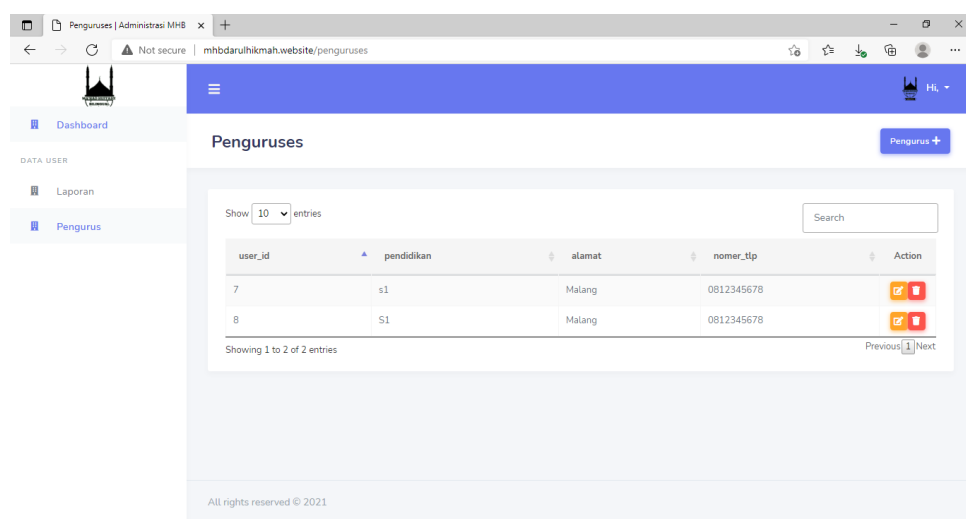 Penguruses | Administrasi MHB
Not secure | mhbdarulhikmah.website/penguruses
Hi,
Dashboard
DATA USER
Laporan
Pengurus
Penguruses
Pengurus +
Show 10 entries
Search
user_id pendidikan alamat nomer_tlp Action
7 s1 Malang 0812345678
8 S1 Malang 0812345678
Showing 1 to 2 of 2 entries
Previous 1 Next
All rights reserved © 2021